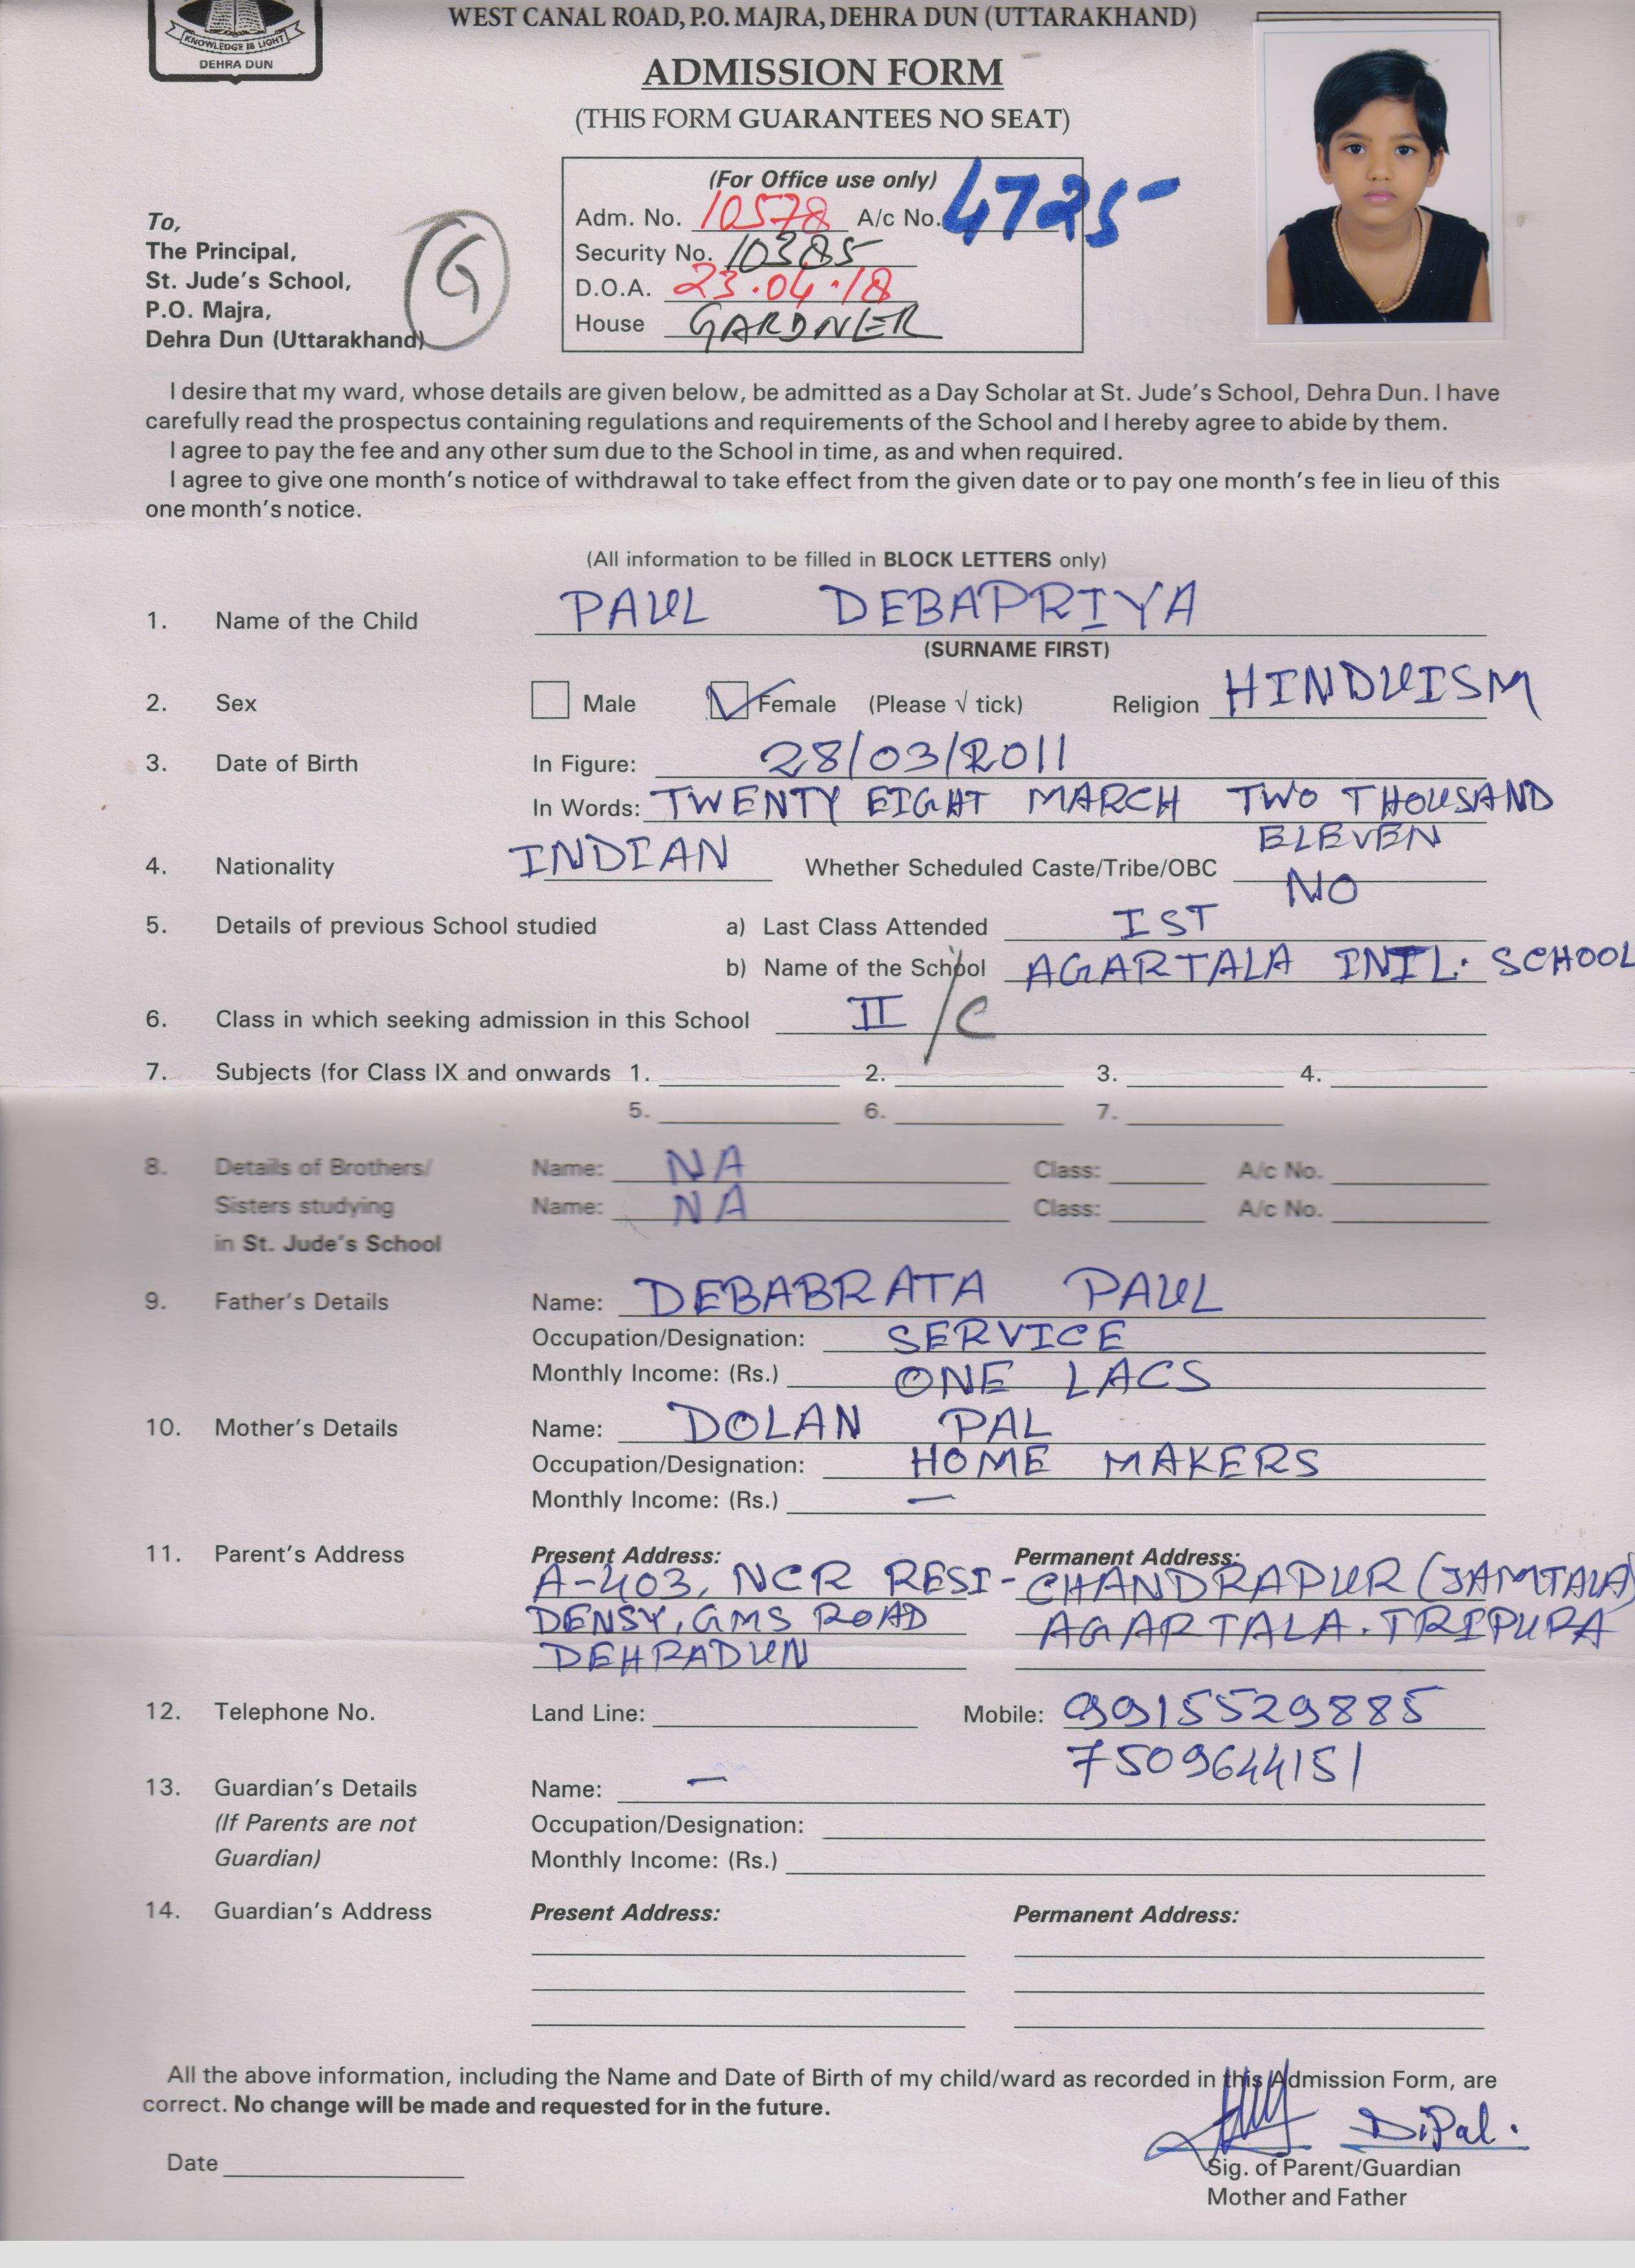 KNOWLEDGE IS LIGHT
DEHRA DUN
WEST CANAL ROAD, P.O. MAJRA, DEHRA DUN (UTTARAKHAND)
ADMISSION FORM
(THIS FORM GUARANTEES NO SEAT)
(For Office use only)
Adm. No. 10578 A/c No. 4725
Security No. 10385
D.O.A. 23.04.18
House GARDNER
To,
The Principal,
St. Jude's School,
P.O. Majra,
Dehra Dun (Uttarakhand)
G
I desire that my ward, whose details are given below, be admitted as a Day Scholar at St. Jude's School, Dehra Dun. I have
carefully read the prospectus containing regulations and requirements of the School and I hereby agree to abide by them.
I agree to pay the fee and any other sum due to the School in time, as and when required.
I agree to give one month's notice of withdrawal to take effect from the given date or to pay one month's fee in lieu of this
one month's notice.
(All information to be filled in BLOCK LETTERS only)
1. Name of the Child PAUL DEBAPRIYA
(SURNAME FIRST)
2. Sex Male Female (Please √ tick) Religion HINDUISM
3. Date of Birth In Figure: 28/03/2011
In Words: TWENTY EIGHT MARCH TWO THOUSAND
ELEVEN
4. Nationality INDIAN Whether Scheduled Caste/Tribe/OBC NO
5. Details of previous School studied a) Last Class Attended IST
b) Name of the School AGARTALA INTL. SCHOOL
6. Class in which seeking admission in this School II /C
7. Subjects (for Class IX and onwards 1. 2. 3. 4.
5. 6. 7.
8. Details of Brothers/ Name: NA Class: A/c No.
Sisters studying Name: NA Class: A/c No.
in St. Jude's School
9. Father's Details Name: DEBABRATA PAUL
Occupation/Designation: SERVICE
Monthly Income: (Rs.) ONE LACS
10. Mother's Details Name: DOLAN PAL
Occupation/Designation: HOME MAKERS
Monthly Income: (Rs.) —
11. Parent's Address Present Address: Permanent Address:
A-403, NCR RESI- CHANDRAPUR (JAMTALA)
DENSY, GMS ROAD AGARTALA. TRIPURA
DEHRADUN
12. Telephone No. Land Line: Mobile: 9915529885
7509644151
13. Guardian's Details Name: —
(If Parents are not Occupation/Designation:
Guardian) Monthly Income: (Rs.)
14. Guardian's Address Present Address: Permanent Address:
All the above information, including the Name and Date of Birth of my child/ward as recorded in this Admission Form, are
correct. No change will be made and requested for in the future.
DiPal.
Date Sig. of Parent/Guardian
Mother and Father